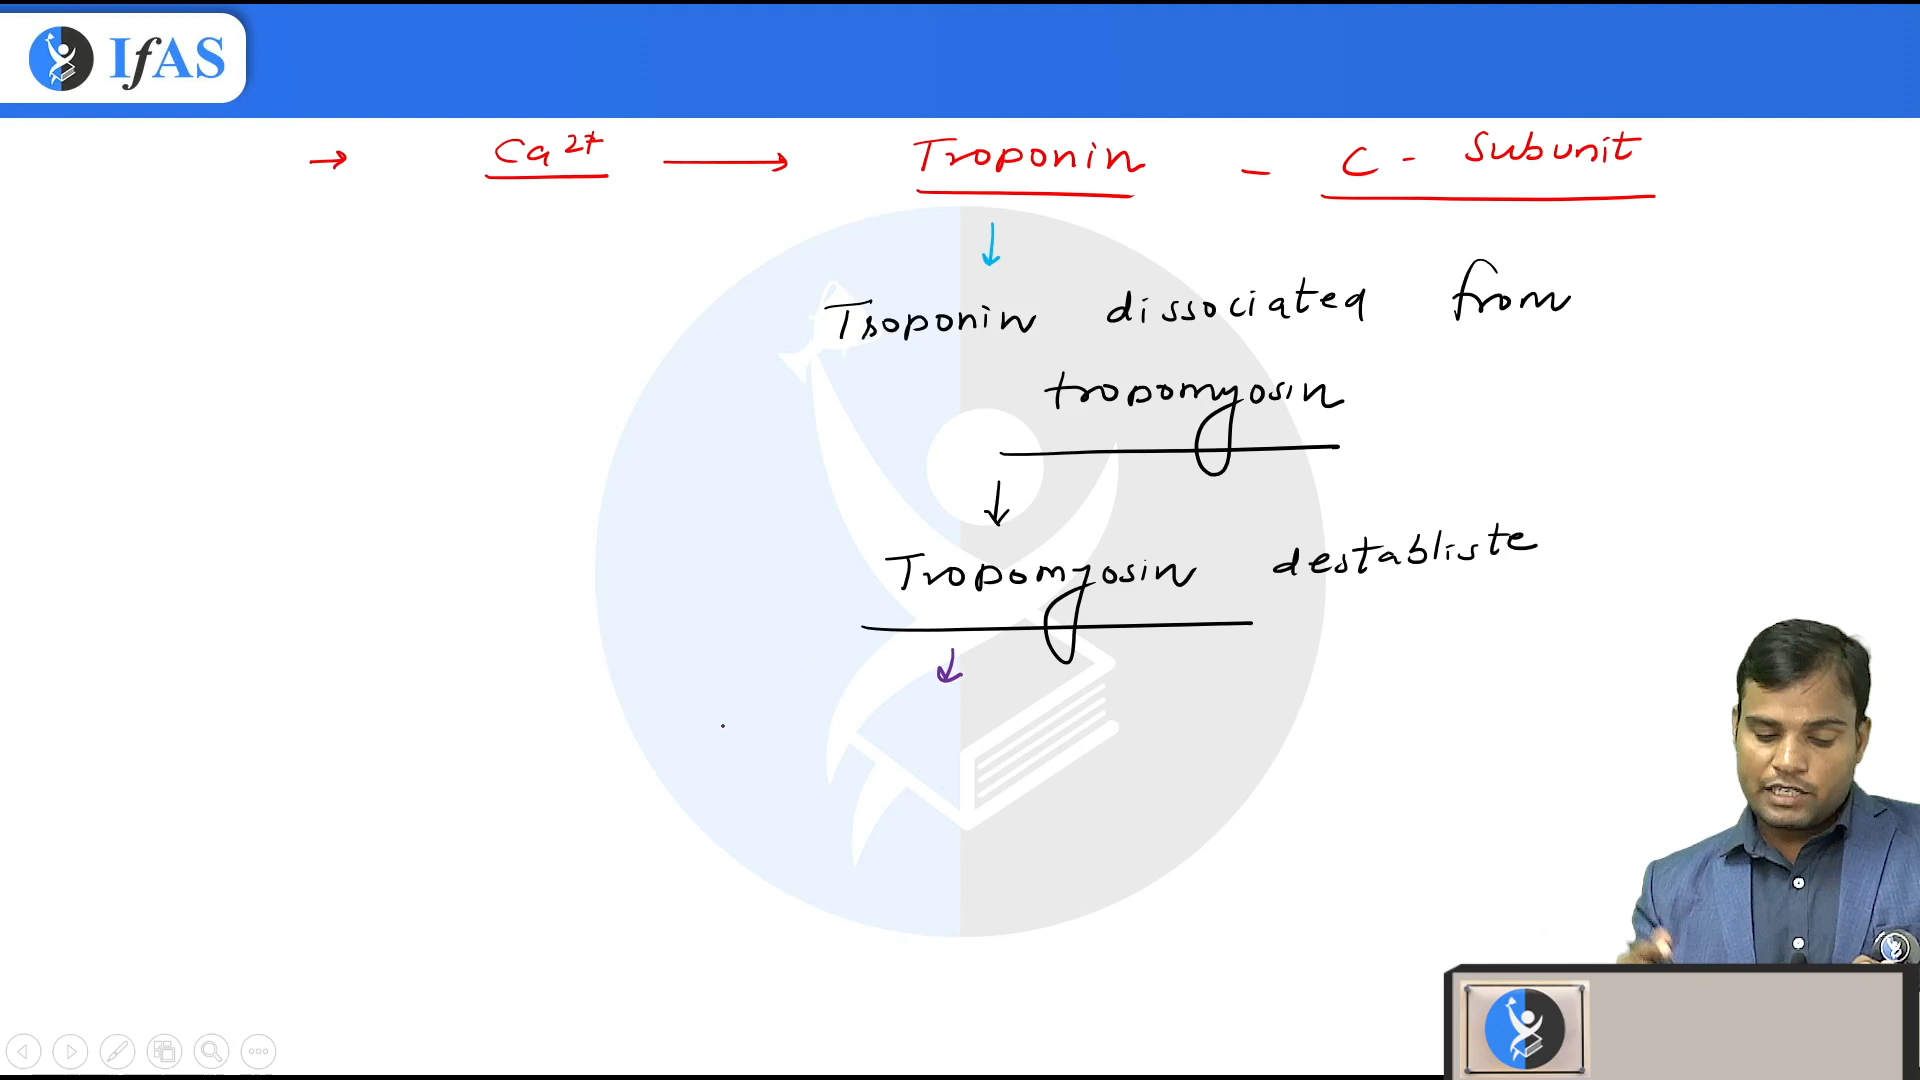 IfAS
→ Ca²⁺ → Troponin - C - Subunit
↓
Troponin dissociated from
tropomyosin
↓
Tropomyosin destabliste
↓